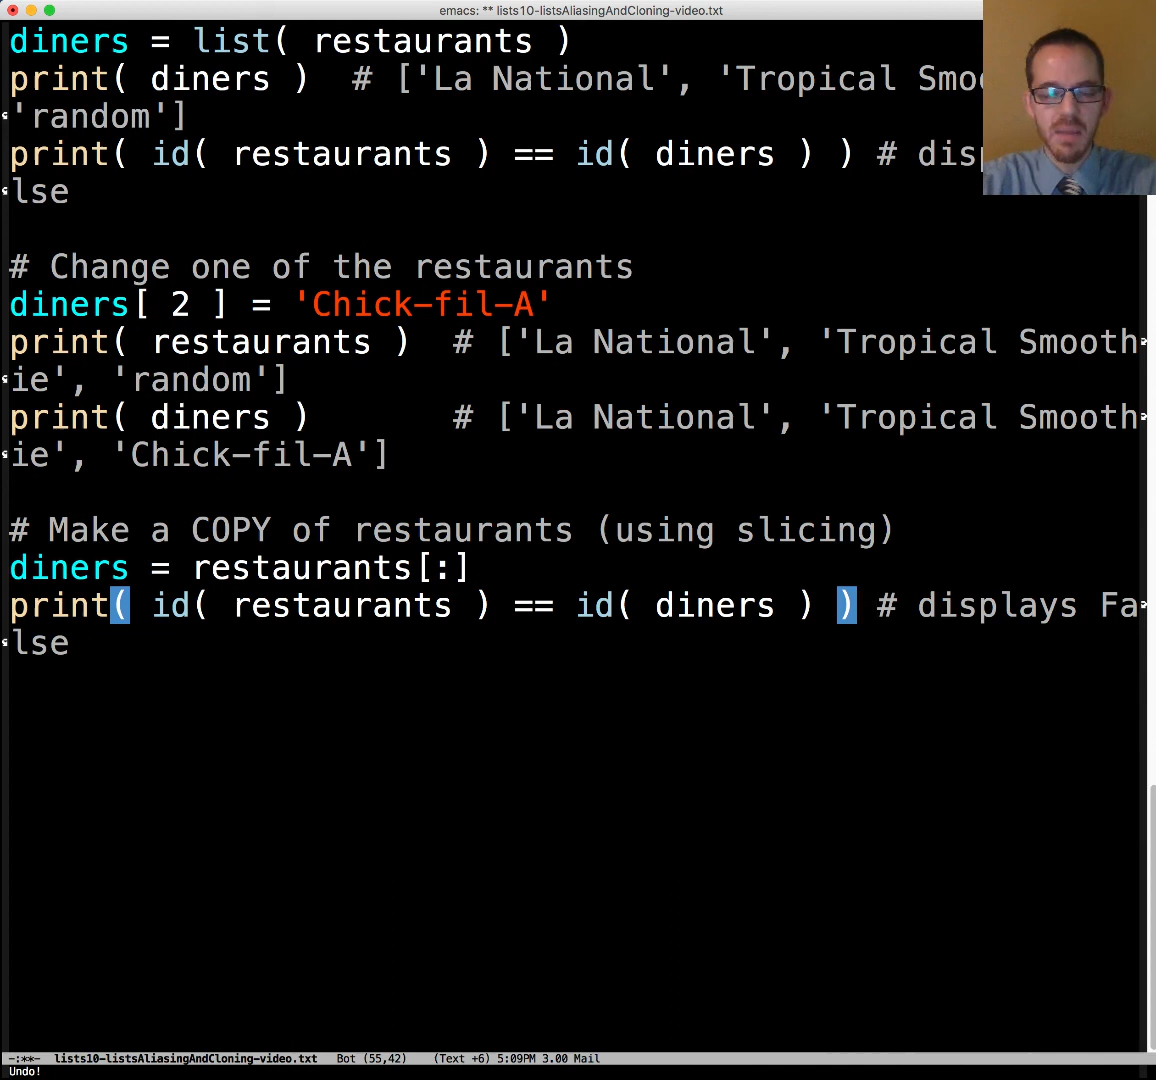 emacs: ** lists10-listsAliasingAndCloning-video.txt
diners = list( restaurants )
print( diners )  # ['La National', 'Tropical Smoo
'random']
print( id( restaurants ) == id( diners ) ) # disp
lse
# Change one of the restaurants
diners[ 2 ] = 'Chick-fil-A'
print( restaurants )  # ['La National', 'Tropical Smooth
ie', 'random']
print( diners )       # ['La National', 'Tropical Smooth
ie', 'Chick-fil-A']
# Make a COPY of restaurants (using slicing)
diners = restaurants[:]
print( id( restaurants ) == id( diners ) ) # displays Fa
lse
-:**-  lists10-listsAliasingAndCloning-video.txt   Bot (55,42)    (Text +6) 5:09PM 3.00 Mail
Undo!